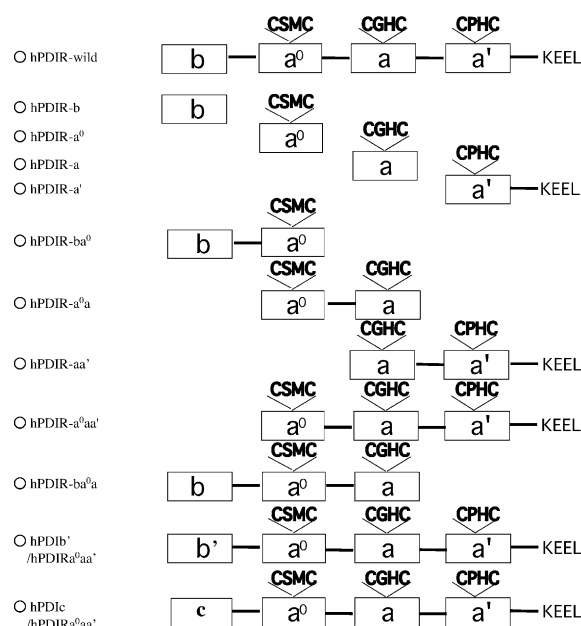 CSMC CGHC CPHC
○ hPDIR-wild b a⁰ a a' KEEL
○ hPDIR-b b CSMC
○ hPDIR-a⁰ a⁰ CGHC
○ hPDIR-a a CPHC
○ hPDIR-a' a' KEEL
○ hPDIR-ba⁰ b CSMC a⁰
CSMC CGHC
○ hPDIR-a⁰a a⁰ a
CGHC CPHC
○ hPDIR-aa’ a a' KEEL
CSMC CGHC CPHC
○ hPDIR-a⁰aa' a⁰ a a' KEEL
CSMC CGHC
○ hPDIR-ba⁰a b a⁰ a
CSMC CGHC CPHC
○ hPDIb’ b’ a⁰ a a' KEEL
/hPDIRa⁰aa’
CSMC CGHC CPHC
○ hPDIc c a⁰ a a' KEEL
/hPDIRa⁰aa’